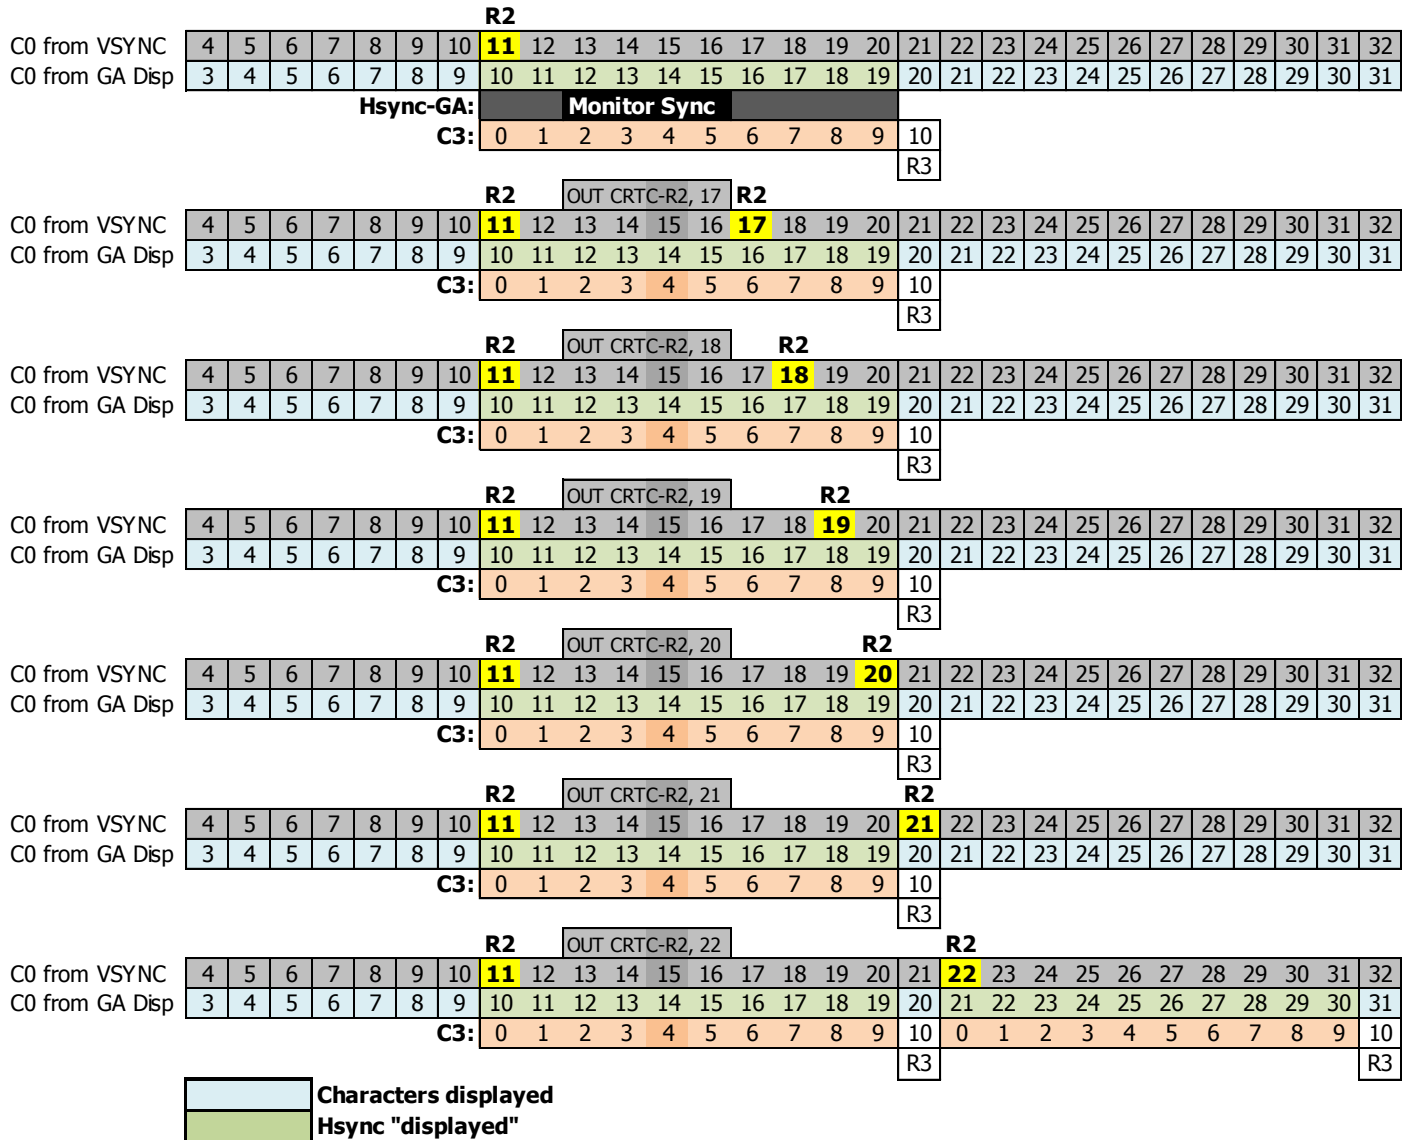 R2
C0 from VSYNC 4 5 6 7 8 9 10 11 12 13 14 15 16 17 18 19 20 21 22 23 24 25 26 27 28 29 30 31 32
C0 from GA Disp 3 4 5 6 7 8 9 10 11 12 13 14 15 16 17 18 19 20 21 22 23 24 25 26 27 28 29 30 31
Hsync-GA: Monitor Sync
C3: 0 1 2 3 4 5 6 7 8 9 10
R3
R2 OUT CRTC-R2, 17 R2
C0 from VSYNC 4 5 6 7 8 9 10 11 12 13 14 15 16 17 18 19 20 21 22 23 24 25 26 27 28 29 30 31 32
C0 from GA Disp 3 4 5 6 7 8 9 10 11 12 13 14 15 16 17 18 19 20 21 22 23 24 25 26 27 28 29 30 31
C3: 0 1 2 3 4 5 6 7 8 9 10
R3
R2 OUT CRTC-R2, 18 R2
C0 from VSYNC 4 5 6 7 8 9 10 11 12 13 14 15 16 17 18 19 20 21 22 23 24 25 26 27 28 29 30 31 32
C0 from GA Disp 3 4 5 6 7 8 9 10 11 12 13 14 15 16 17 18 19 20 21 22 23 24 25 26 27 28 29 30 31
C3: 0 1 2 3 4 5 6 7 8 9 10
R3
R2 OUT CRTC-R2, 19 R2
C0 from VSYNC 4 5 6 7 8 9 10 11 12 13 14 15 16 17 18 19 20 21 22 23 24 25 26 27 28 29 30 31 32
C0 from GA Disp 3 4 5 6 7 8 9 10 11 12 13 14 15 16 17 18 19 20 21 22 23 24 25 26 27 28 29 30 31
C3: 0 1 2 3 4 5 6 7 8 9 10
R3
R2 OUT CRTC-R2, 20 R2
C0 from VSYNC 4 5 6 7 8 9 10 11 12 13 14 15 16 17 18 19 20 21 22 23 24 25 26 27 28 29 30 31 32
C0 from GA Disp 3 4 5 6 7 8 9 10 11 12 13 14 15 16 17 18 19 20 21 22 23 24 25 26 27 28 29 30 31
C3: 0 1 2 3 4 5 6 7 8 9 10
R3
R2 OUT CRTC-R2, 21 R2
C0 from VSYNC 4 5 6 7 8 9 10 11 12 13 14 15 16 17 18 19 20 21 22 23 24 25 26 27 28 29 30 31 32
C0 from GA Disp 3 4 5 6 7 8 9 10 11 12 13 14 15 16 17 18 19 20 21 22 23 24 25 26 27 28 29 30 31
C3: 0 1 2 3 4 5 6 7 8 9 10
R3
R2 OUT CRTC-R2, 22 R2
C0 from VSYNC 4 5 6 7 8 9 10 11 12 13 14 15 16 17 18 19 20 21 22 23 24 25 26 27 28 29 30 31 32
C0 from GA Disp 3 4 5 6 7 8 9 10 11 12 13 14 15 16 17 18 19 20 21 22 23 24 25 26 27 28 29 30 31
C3: 0 1 2 3 4 5 6 7 8 9 10 0 1 2 3 4 5 6 7 8 9 10
R3 R3
Characters displayed
Hsync "displayed"